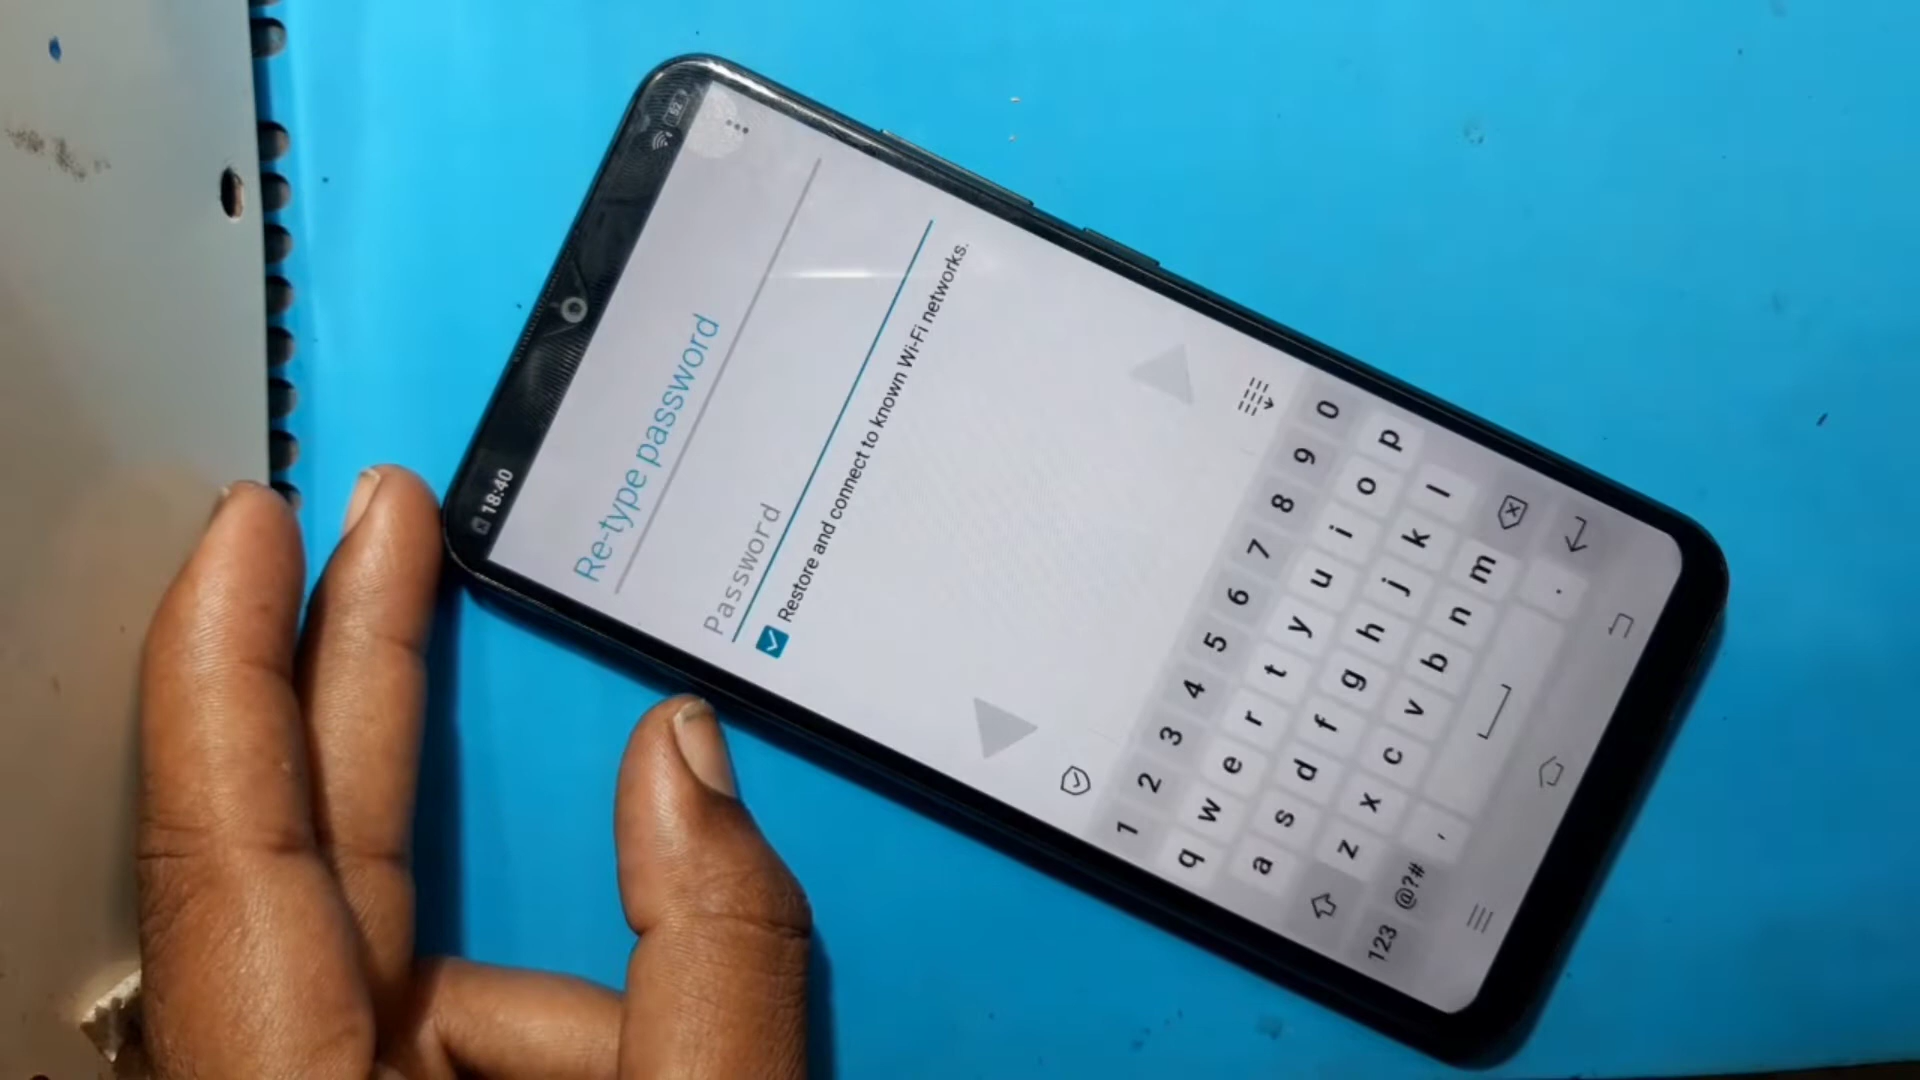 18:40
52
Re-type password
Password
Restore and connect to known Wi-Fi networks.
1 2 3 4 5 6 7 8 9 0
q w e r t y u i o p
a s d f g h j k l
z x c v b n m
123 @?# , .